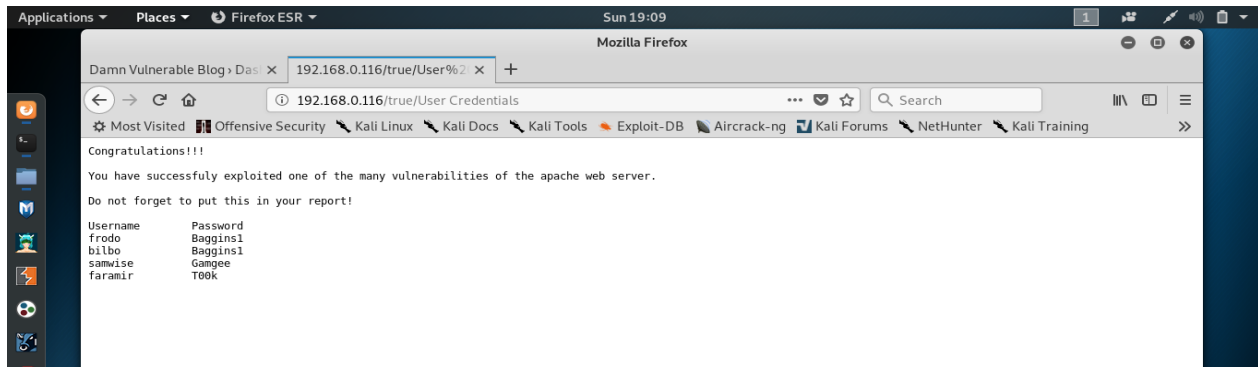 Applications Places Firefox ESR Sun 19:09 1
Mozilla Firefox
Damn Vulnerable Blog › Das 192.168.0.116/true/User%2
192.168.0.116/true/User Credentials Search
Most Visited Offensive Security Kali Linux Kali Docs Kali Tools Exploit-DB Aircrack-ng Kali Forums NetHunter Kali Training
Congratulations!!!
You have successfuly exploited one of the many vulnerabilities of the apache web server.
Do not forget to put this in your report!
Username Password
frodo Baggins1
bilbo Baggins1
samwise Gamgee
faramir T00k